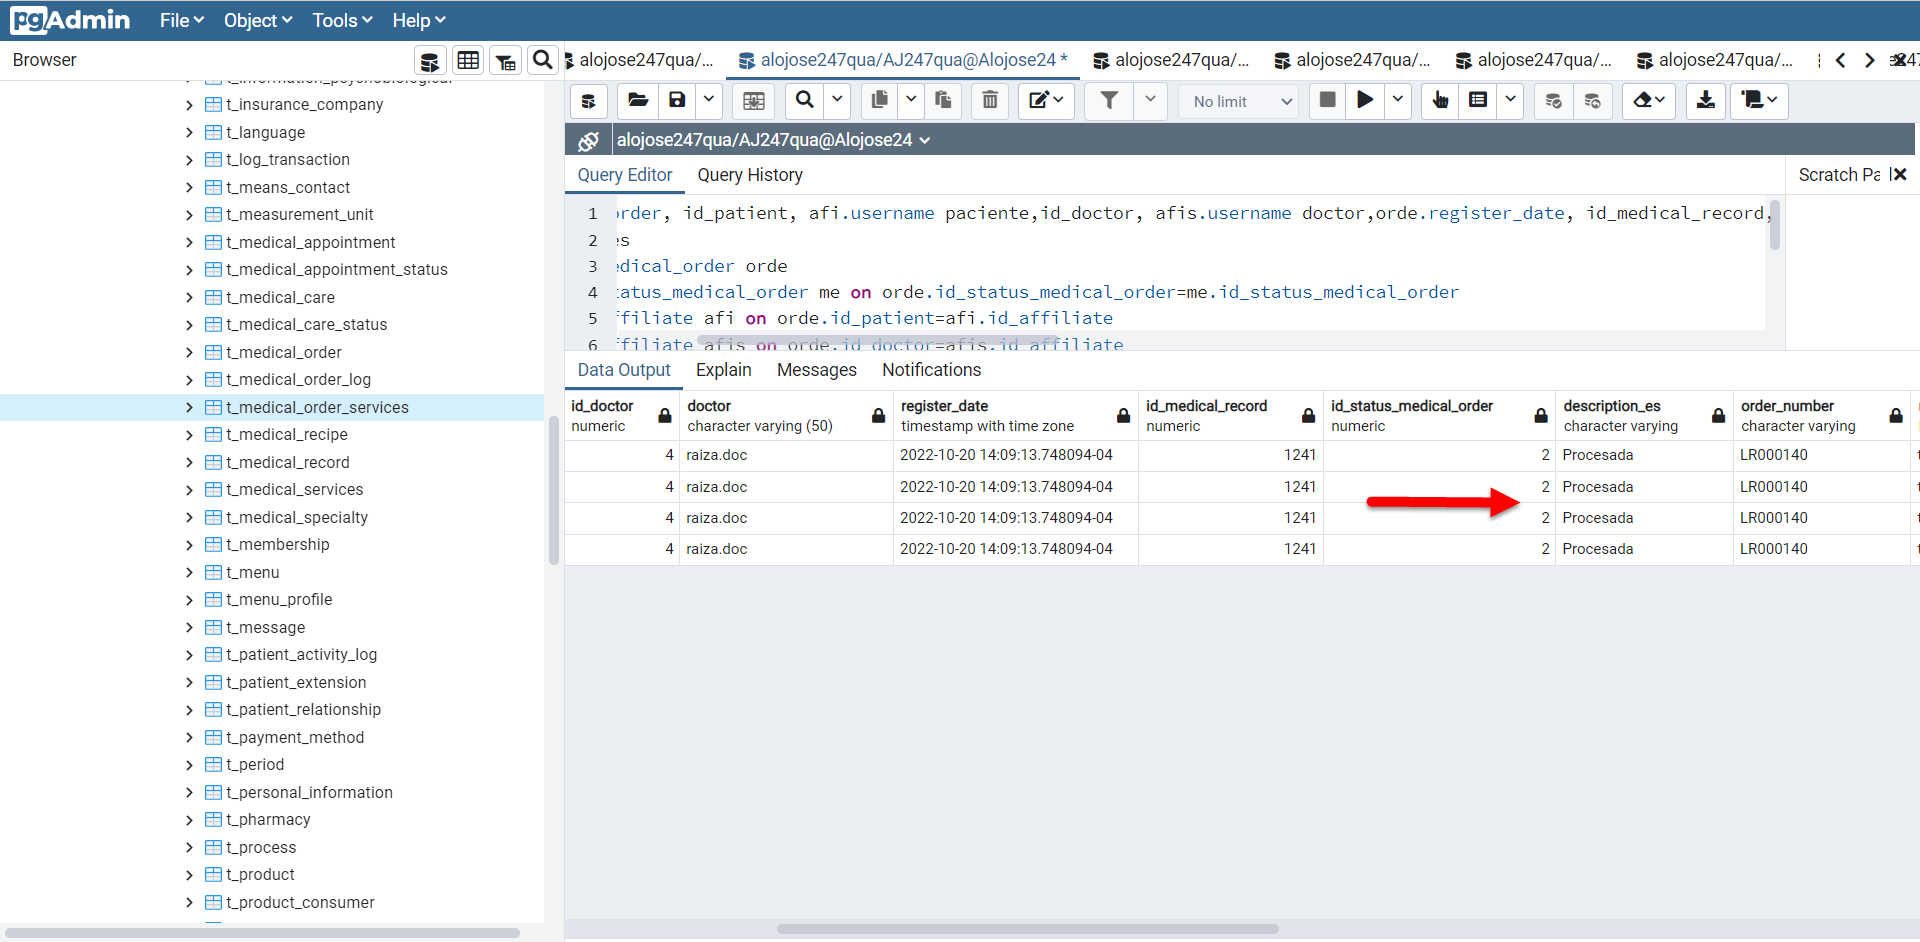 pgAdmin File Object Tools Help
Browser
t_insurance_company
t_language
t_log_transaction
t_means_contact
t_measurement_unit
t_medical_appointment
t_medical_appointment_status
t_medical_care
t_medical_care_status
t_medical_order
t_medical_order_log
t_medical_order_services
t_medical_recipe
t_medical_record
t_medical_services
t_medical_specialty
t_membership
t_menu
t_menu_profile
t_message
t_patient_activity_log
t_patient_extension
t_patient_relationship
t_payment_method
t_period
t_personal_information
t_pharmacy
t_process
t_product
t_product_consumer
alojose247qua/... alojose247qua/AJ247qua@Alojose24 * alojose247qua/... alojose247qua/... alojose247qua/... alojose247qua/...
No limit
alojose247qua/AJ247qua@Alojose24
Query Editor Query History Scratch Pa
1 order, id_patient, afi.username paciente,id_doctor, afis.username doctor,orde.register_date, id_medical_record,
2 es
3 edical_order orde
4 tatus_medical_order me on orde.id_status_medical_order=me.id_status_medical_order
5 ffiliate afi on orde.id_patient=afi.id_affiliate
6 ffiliate afis on orde.id_doctor=afis.id_affiliate
Data Output Explain Messages Notifications
id_doctor doctor register_date id_medical_record id_status_medical_order description_es order_number
numeric character varying (50) timestamp with time zone numeric numeric character varying character varying
4 raiza.doc 2022-10-20 14:09:13.748094-04 1241 2 Procesada LR000140
4 raiza.doc 2022-10-20 14:09:13.748094-04 1241 2 Procesada LR000140
4 raiza.doc 2022-10-20 14:09:13.748094-04 1241 2 Procesada LR000140
4 raiza.doc 2022-10-20 14:09:13.748094-04 1241 2 Procesada LR000140